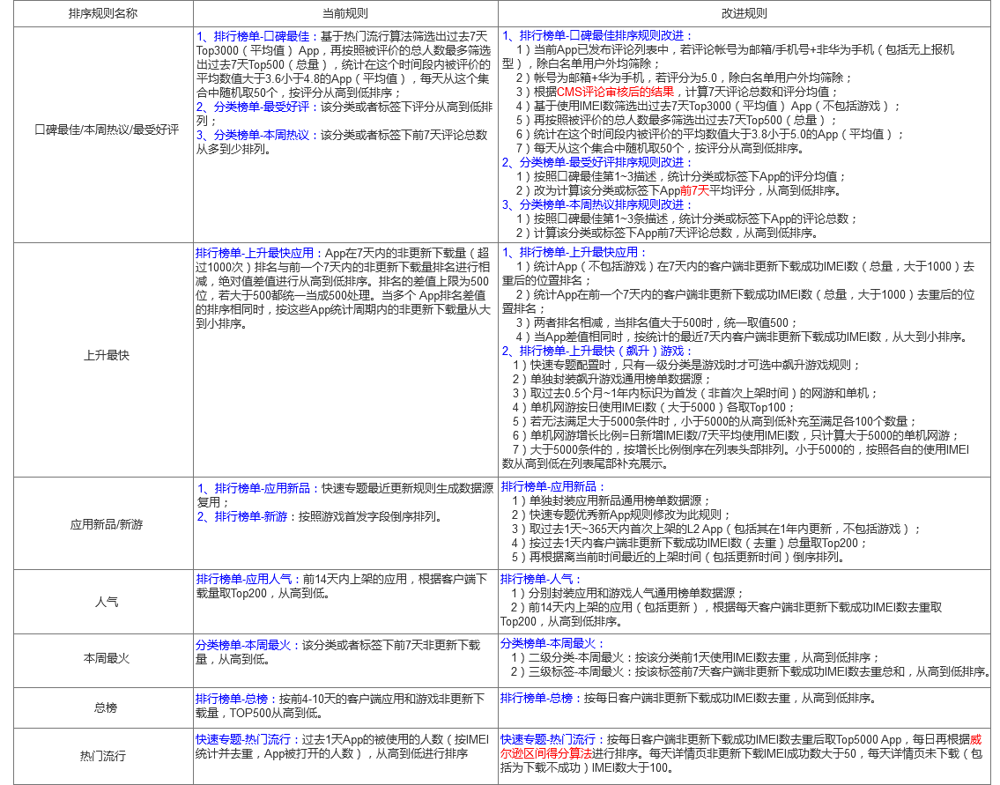 排序规则名称
当前规则
改进规则
口碑最佳/本周热议/最受好评
1、排行榜单-口碑最佳：基于热门流行算法筛选出过去7天
Top3000（平均值） App，再按照被评价的总人数最多筛选
出过去7天Top500（总量），统计在这个时间段内被评价的
平均数值大于3.6小于4.8的App（平均值），每天从这个集
合中随机取50个，按评分从高到低排序；
2、分类榜单-最受好评：该分类或者标签下评分从高到低排
列；
3、分类榜单-本周热议：该分类或者标签下前7天评论总数
从多到少排列。
1、排行榜单-口碑最佳排序规则改进：
1）当前App已发布评论列表中，若评论帐号为邮箱/手机号+非华为手机（包括无上报机
型），除白名单用户外均筛除；
2）帐号为邮箱+华为手机，若评分为5.0，除白名单用户外均筛除；
3）根据CMS评论审核后的结果，计算7天评论总数和评分均值；
4）基于使用IMEI数筛选出过去7天Top3000（平均值） App（不包括游戏）；
5）再按照被评价的总人数最多筛选出过去7天Top500（总量）；
6）统计在这个时间段内被评价的平均数值大于3.8小于5.0的App（平均值）；
7）每天从这个集合中随机取50个，按评分从高到低排序。
2、分类榜单-最受好评排序规则改进：
1）按照口碑最佳第1~3描述，统计分类或标签下App的评分均值；
2）改为计算该分类或标签下App前7天平均评分，从高到低排序。
3、分类榜单-本周热议排序规则改进：
1）按照口碑最佳第1~3条描述，统计分类或标签下App的评论总数；
2）计算该分类或标签下App前7天评论总数，从高到低排序。
上升最快
排行榜单-上升最快应用：App在7天内的非更新下载量（超
过1000次）排名与前一个7天内的非更新下载量排名进行相
减，绝对值差值进行从高到低排序。排名的差值上限为500
位，若大于500都统一当成500处理。当多个 App排名差值
的排序相同时，按这些App统计周期内的非更新下载量从大
到小排序。
1、排行榜单-上升最快应用：
1）统计App（不包括游戏）在7天内的客户端非更新下载成功IMEI数（总量，大于1000）去
重后的位置排名；
2）统计App在前一个7天内的客户端非更新下载成功IMEI数（总量，大于1000）去重后的位
置排名；
3）两者排名相减，当排名值大于500时，统一取值500；
4）当App差值相同时，按统计的最近7天内客户端非更新下载成功IMEI数，从大到小排序。
2、排行榜单-上升最快（飙升）游戏：
1）快速专题配置时，只有一级分类是游戏时才可选中飙升游戏规则；
2）单独封装飙升游戏通用榜单数据源；
3）取过去0.5个月~1年内标识为首发（非首次上架时间）的网游和单机；
4）单机网游按日使用IMEI数（大于5000）各取Top100；
5）若无法满足大于5000条件时，小于5000的从高到低补充至满足各100个数量；
6）单机网游增长比例=日新增IMEI数/7天平均使用IMEI数，只计算大于5000的单机网游；
7）大于5000条件的，按增长比例倒序在列表头部排列。小于5000的，按照各自的使用IMEI
数从高到低在列表尾部补充展示。
应用新品/新游
1、排行榜单-应用新品：快速专题最近更新规则生成数据源
复用；
2、排行榜单-新游：按照游戏首发字段倒序排列。
排行榜单-应用新品：
1）单独封装应用新品通用榜单数据源；
2）快速专题优秀新App规则修改为此规则；
3）取过去1天~365天内首次上架的L2 App（包括其在1年内更新，不包括游戏）；
4）按过去1天内客户端非更新下载成功IMEI数（去重）总量取Top200；
5）再根据离当前时间最近的上架时间（包括更新时间）倒序排列。
人气
排行榜单-应用人气：前14天内上架的应用，根据客户端下
载量取Top200，从高到低。
排行榜单-人气：
1）分别封装应用和游戏人气通用榜单数据源；
2）前14天内上架的应用（包括更新），根据每天客户端非更新下载成功IMEI数去重取
Top200，从高到低排序。
本周最火
分类榜单-本周最火：该分类或者标签下前7天非更新下载
量，从高到低。
分类榜单-本周最火：
1）二级分类-本周最火：按该分类前1天使用IMEI数去重，从高到低排序；
2）三级标签-本周最火：按该标签前7天客户端非更新下载成功IMEI数去重总和，从高到低排序。
总榜
排行榜单-总榜：按前4-10天的客户端应用和游戏非更新下
载量，TOP500从高到低。
排行榜单-总榜：按每日客户端非更新下载成功IMEI数去重，从高到低排序。
热门流行
快速专题-热门流行：过去1天App的被使用的人数（按IMEI
统计并去重，App被打开的人数），从高到低进行排序
快速专题-热门流行：按每日客户端非更新下载成功IMEI数去重后取Top5000 App，每日再根据威
尔逊区间得分算法进行排序。每天详情页非更新下载IMEI成功数大于50，每天详情页未下载（包
括为下载不成功）IMEI数大于100。